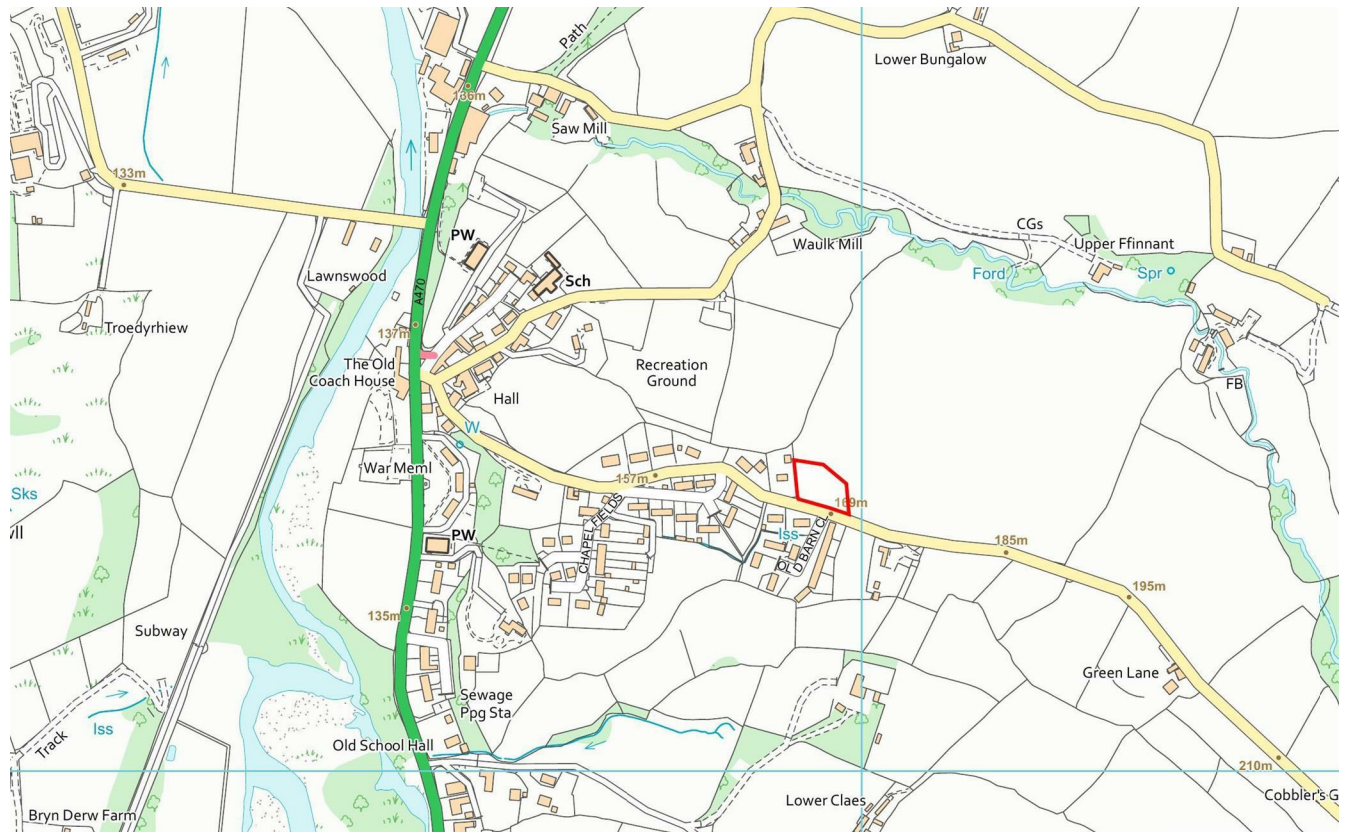 Path
Lower Bungalow
136m
Saw Mill
133m
PW
Waulk Mill
CGs
Upper Ffinnant
Lawnswood
Sch
Ford
Spr
A470
Troedyrhiew
137m
The Old
Coach House
Recreation
Ground
FB
Hall
W
War Meml
157m
Sks
169m
CHAPEL FIELDS
Iss
OLD BARN C
PW
185m
195m
135m
Subway
Green Lane
Sewage
Ppg Sta
Track
Iss
Old School Hall
210m
Cobbler's G
Lower Claes
Bryn Derw Farm